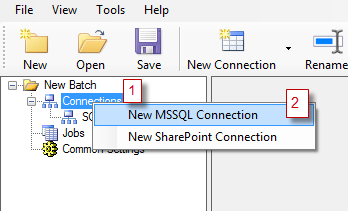 File View Tools Help
New Open Save New Connection Rename
New Batch
Connections 1
New MSSQL Connection 2
New SharePoint Connection
Jobs
Common Settings